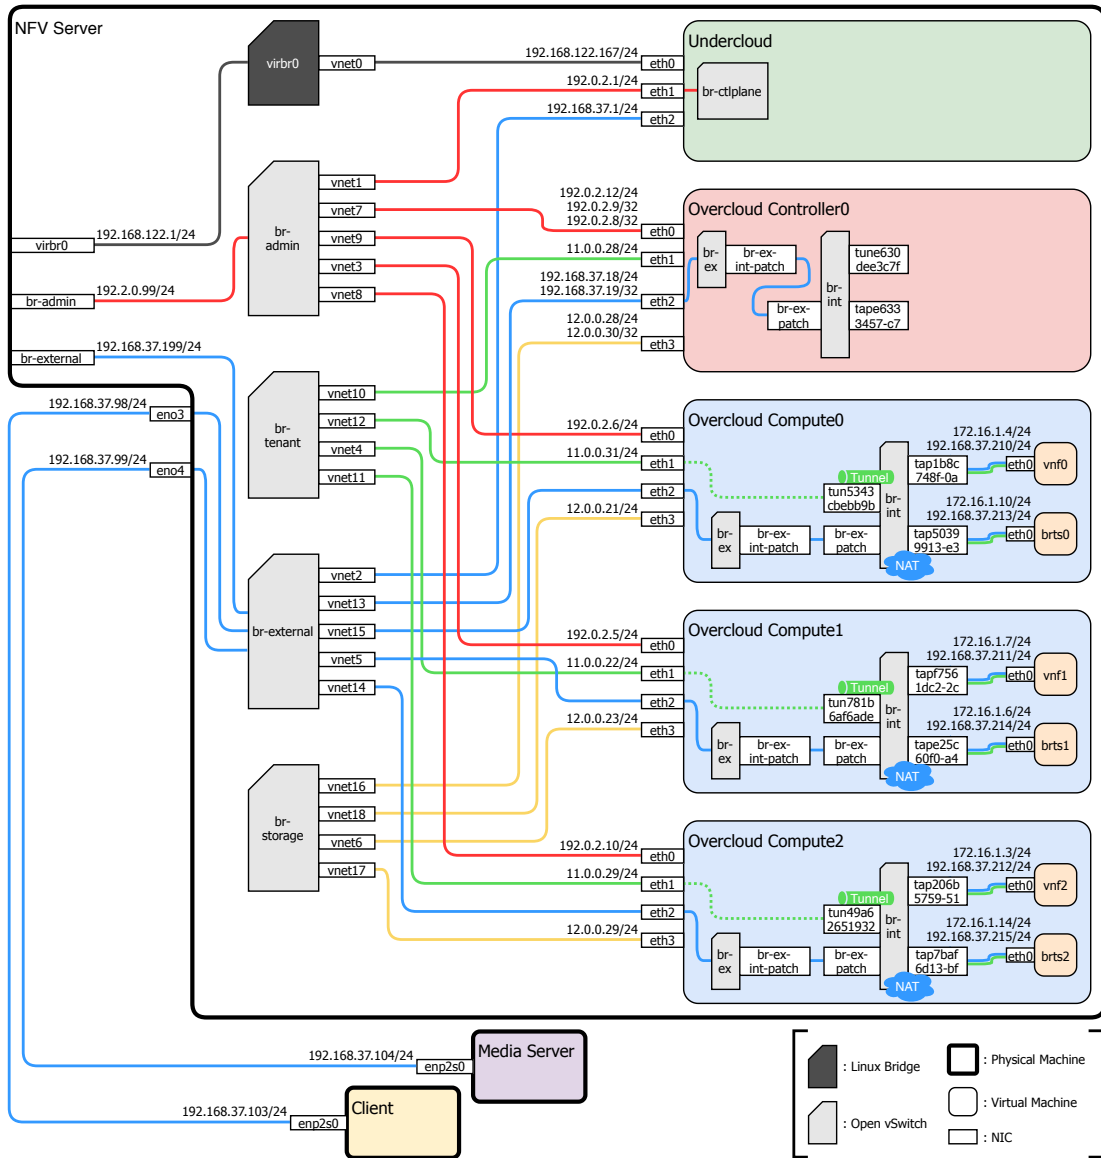 NFV Server
virbr0
vnet0
192.168.122.167/24
eth0
192.0.2.1/24
eth1
192.168.37.1/24
eth2
Undercloud
br-ctlplane
br-
admin
vnet1
vnet7
vnet9
vnet3
vnet8
192.168.122.1/24
virbr0
192.2.0.99/24
br-admin
192.168.37.199/24
br-external
192.0.2.12/24
192.0.2.9/32
192.0.2.8/32
eth0
11.0.0.28/24
eth1
192.168.37.18/24
192.168.37.19/32
eth2
12.0.0.28/24
12.0.0.30/32
eth3
Overcloud Controller0
br-
ex
br-ex-
int-patch
br-ex-
patch
br-
int
tune630
dee3c7f
tape633
3457-c7
192.168.37.98/24
eno3
192.168.37.99/24
eno4
br-
tenant
vnet10
vnet12
vnet4
vnet11
192.0.2.6/24
eth0
11.0.0.31/24
eth1
eth2
12.0.0.21/24
eth3
Overcloud Compute0
Tunnel
tun5343
cbebb9b
br-
ex
br-ex-
int-patch
br-ex-
patch
br-
int
NAT
tap1b8c
748f-0a
172.16.1.4/24
192.168.37.210/24
eth0
vnf0
tap5039
9913-e3
172.16.1.10/24
192.168.37.213/24
eth0
brts0
br-external
vnet2
vnet13
vnet15
vnet5
vnet14
192.0.2.5/24
eth0
11.0.0.22/24
eth1
eth2
12.0.0.23/24
eth3
Overcloud Compute1
Tunnel
tun781b
6af6ade
br-
ex
br-ex-
int-patch
br-ex-
patch
br-
int
NAT
tapf756
1dc2-2c
172.16.1.7/24
192.168.37.211/24
eth0
vnf1
tape25c
60f0-a4
172.16.1.6/24
192.168.37.214/24
eth0
brts1
br-
storage
vnet16
vnet18
vnet6
vnet17
192.0.2.10/24
eth0
11.0.0.29/24
eth1
eth2
12.0.0.29/24
eth3
Overcloud Compute2
Tunnel
tun49a6
2651932
br-
ex
br-ex-
int-patch
br-ex-
patch
br-
int
NAT
tap206b
5759-51
172.16.1.3/24
192.168.37.212/24
eth0
vnf2
tap7baf
6d13-bf
172.16.1.14/24
192.168.37.215/24
eth0
brts2
192.168.37.104/24
enp2s0
Media Server
192.168.37.103/24
enp2s0
Client
: Linux Bridge
: Physical Machine
: Open vSwitch
: Virtual Machine
: NIC